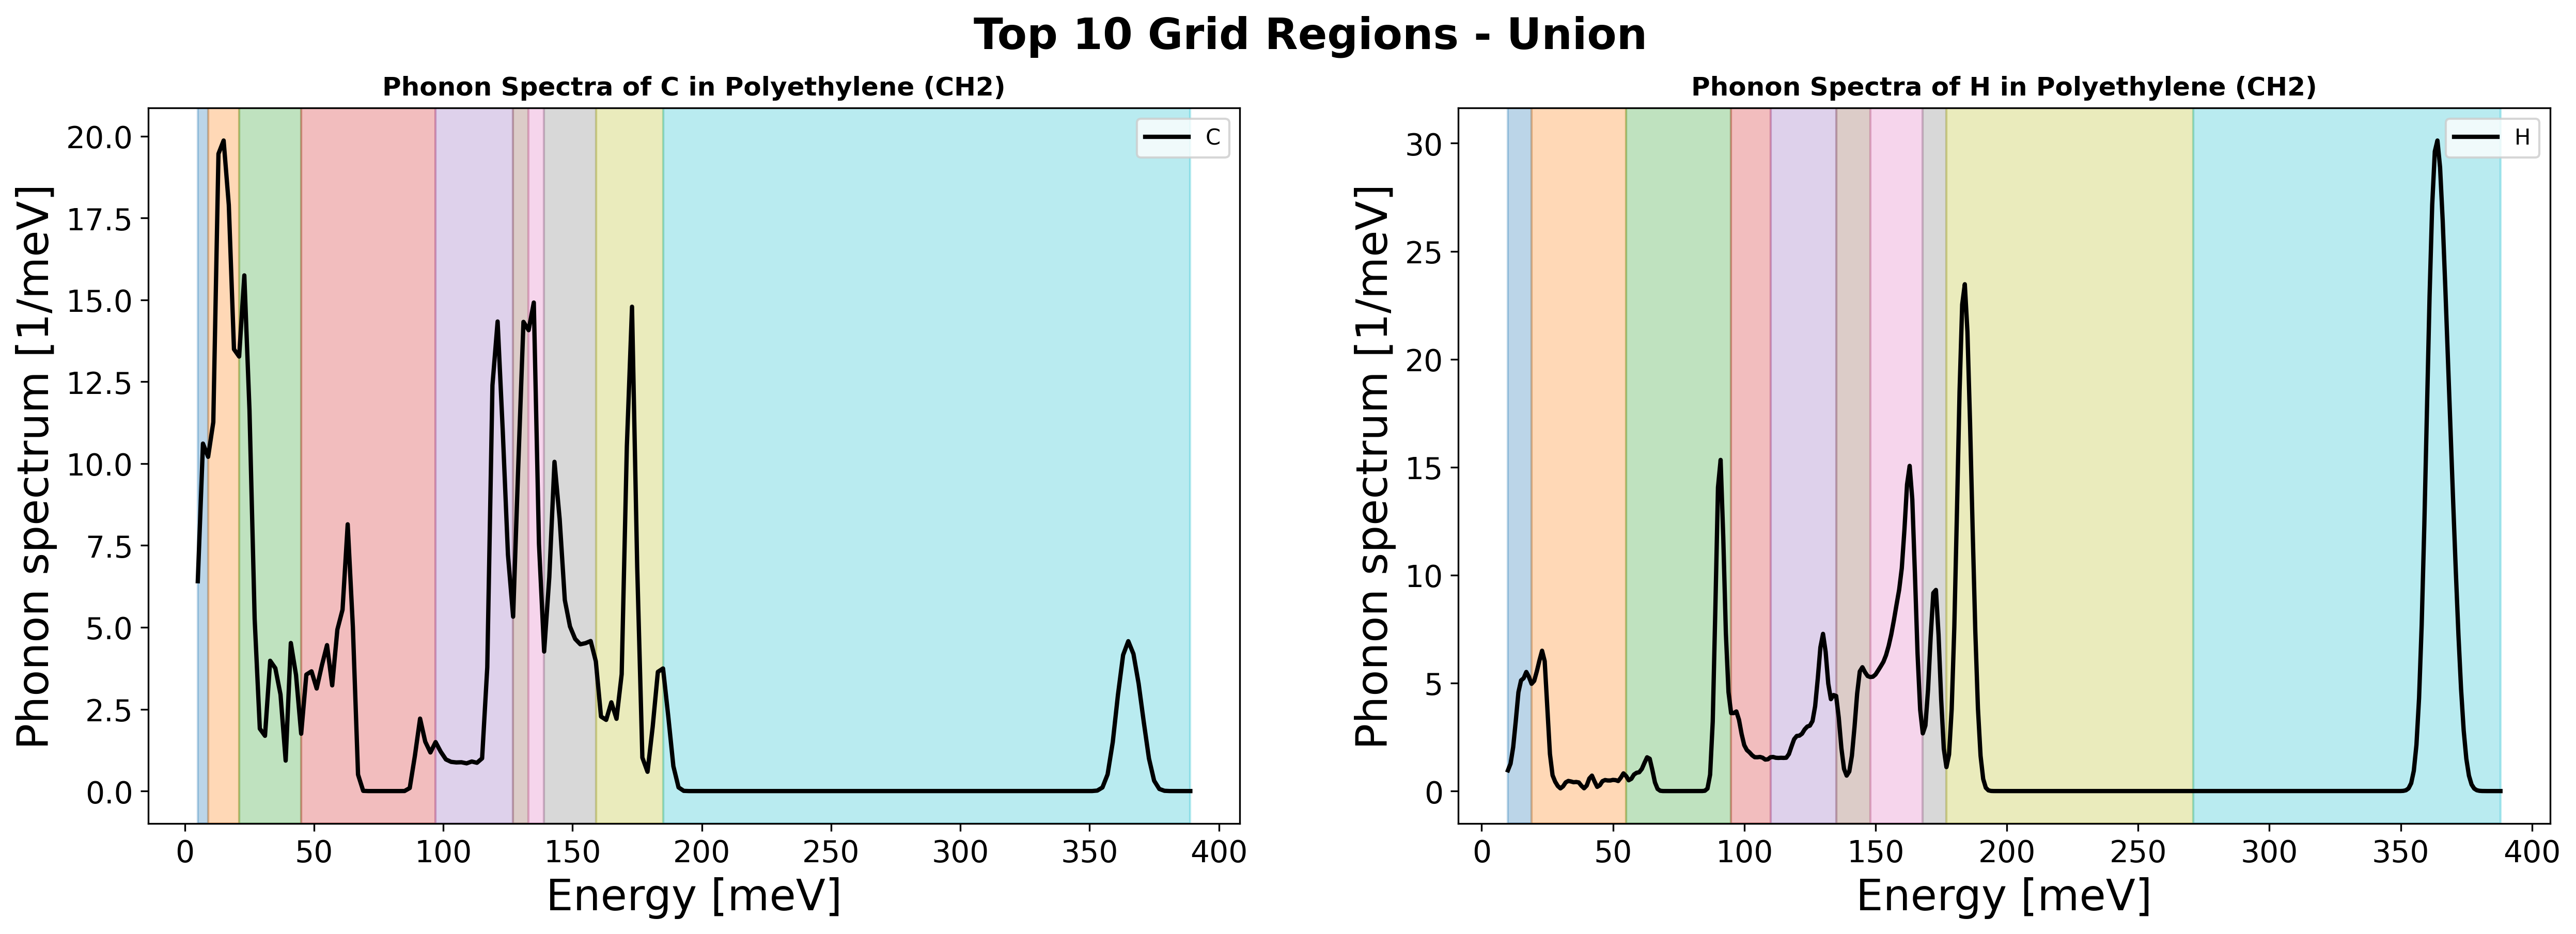 Top 10 Grid Regions - Union
Phonon Spectra of C in Polyethylene (CH2)
Phonon spectrum [1/meV]
20.0
17.5
15.0
12.5
10.0
7.5
5.0
2.5
0.0
C
0 50 100 150 200 250 300 350 400
Energy [meV]
Phonon Spectra of H in Polyethylene (CH2)
Phonon spectrum [1/meV]
30
25
20
15
10
5
0
H
0 50 100 150 200 250 300 350 400
Energy [meV]